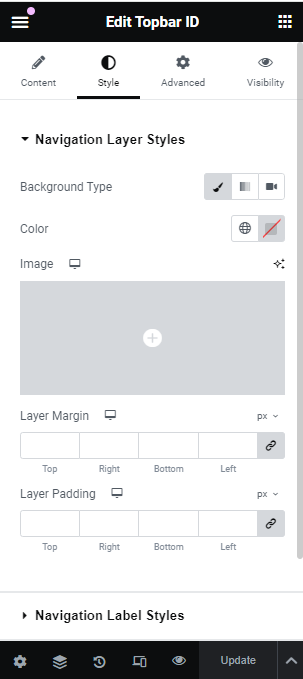 Edit Topbar ID
Content Style Advanced Visibility
Navigation Layer Styles
Background Type
Color
Image
Layer Margin px
Top Right Bottom Left
Layer Padding px
Top Right Bottom Left
Navigation Label Styles
Update